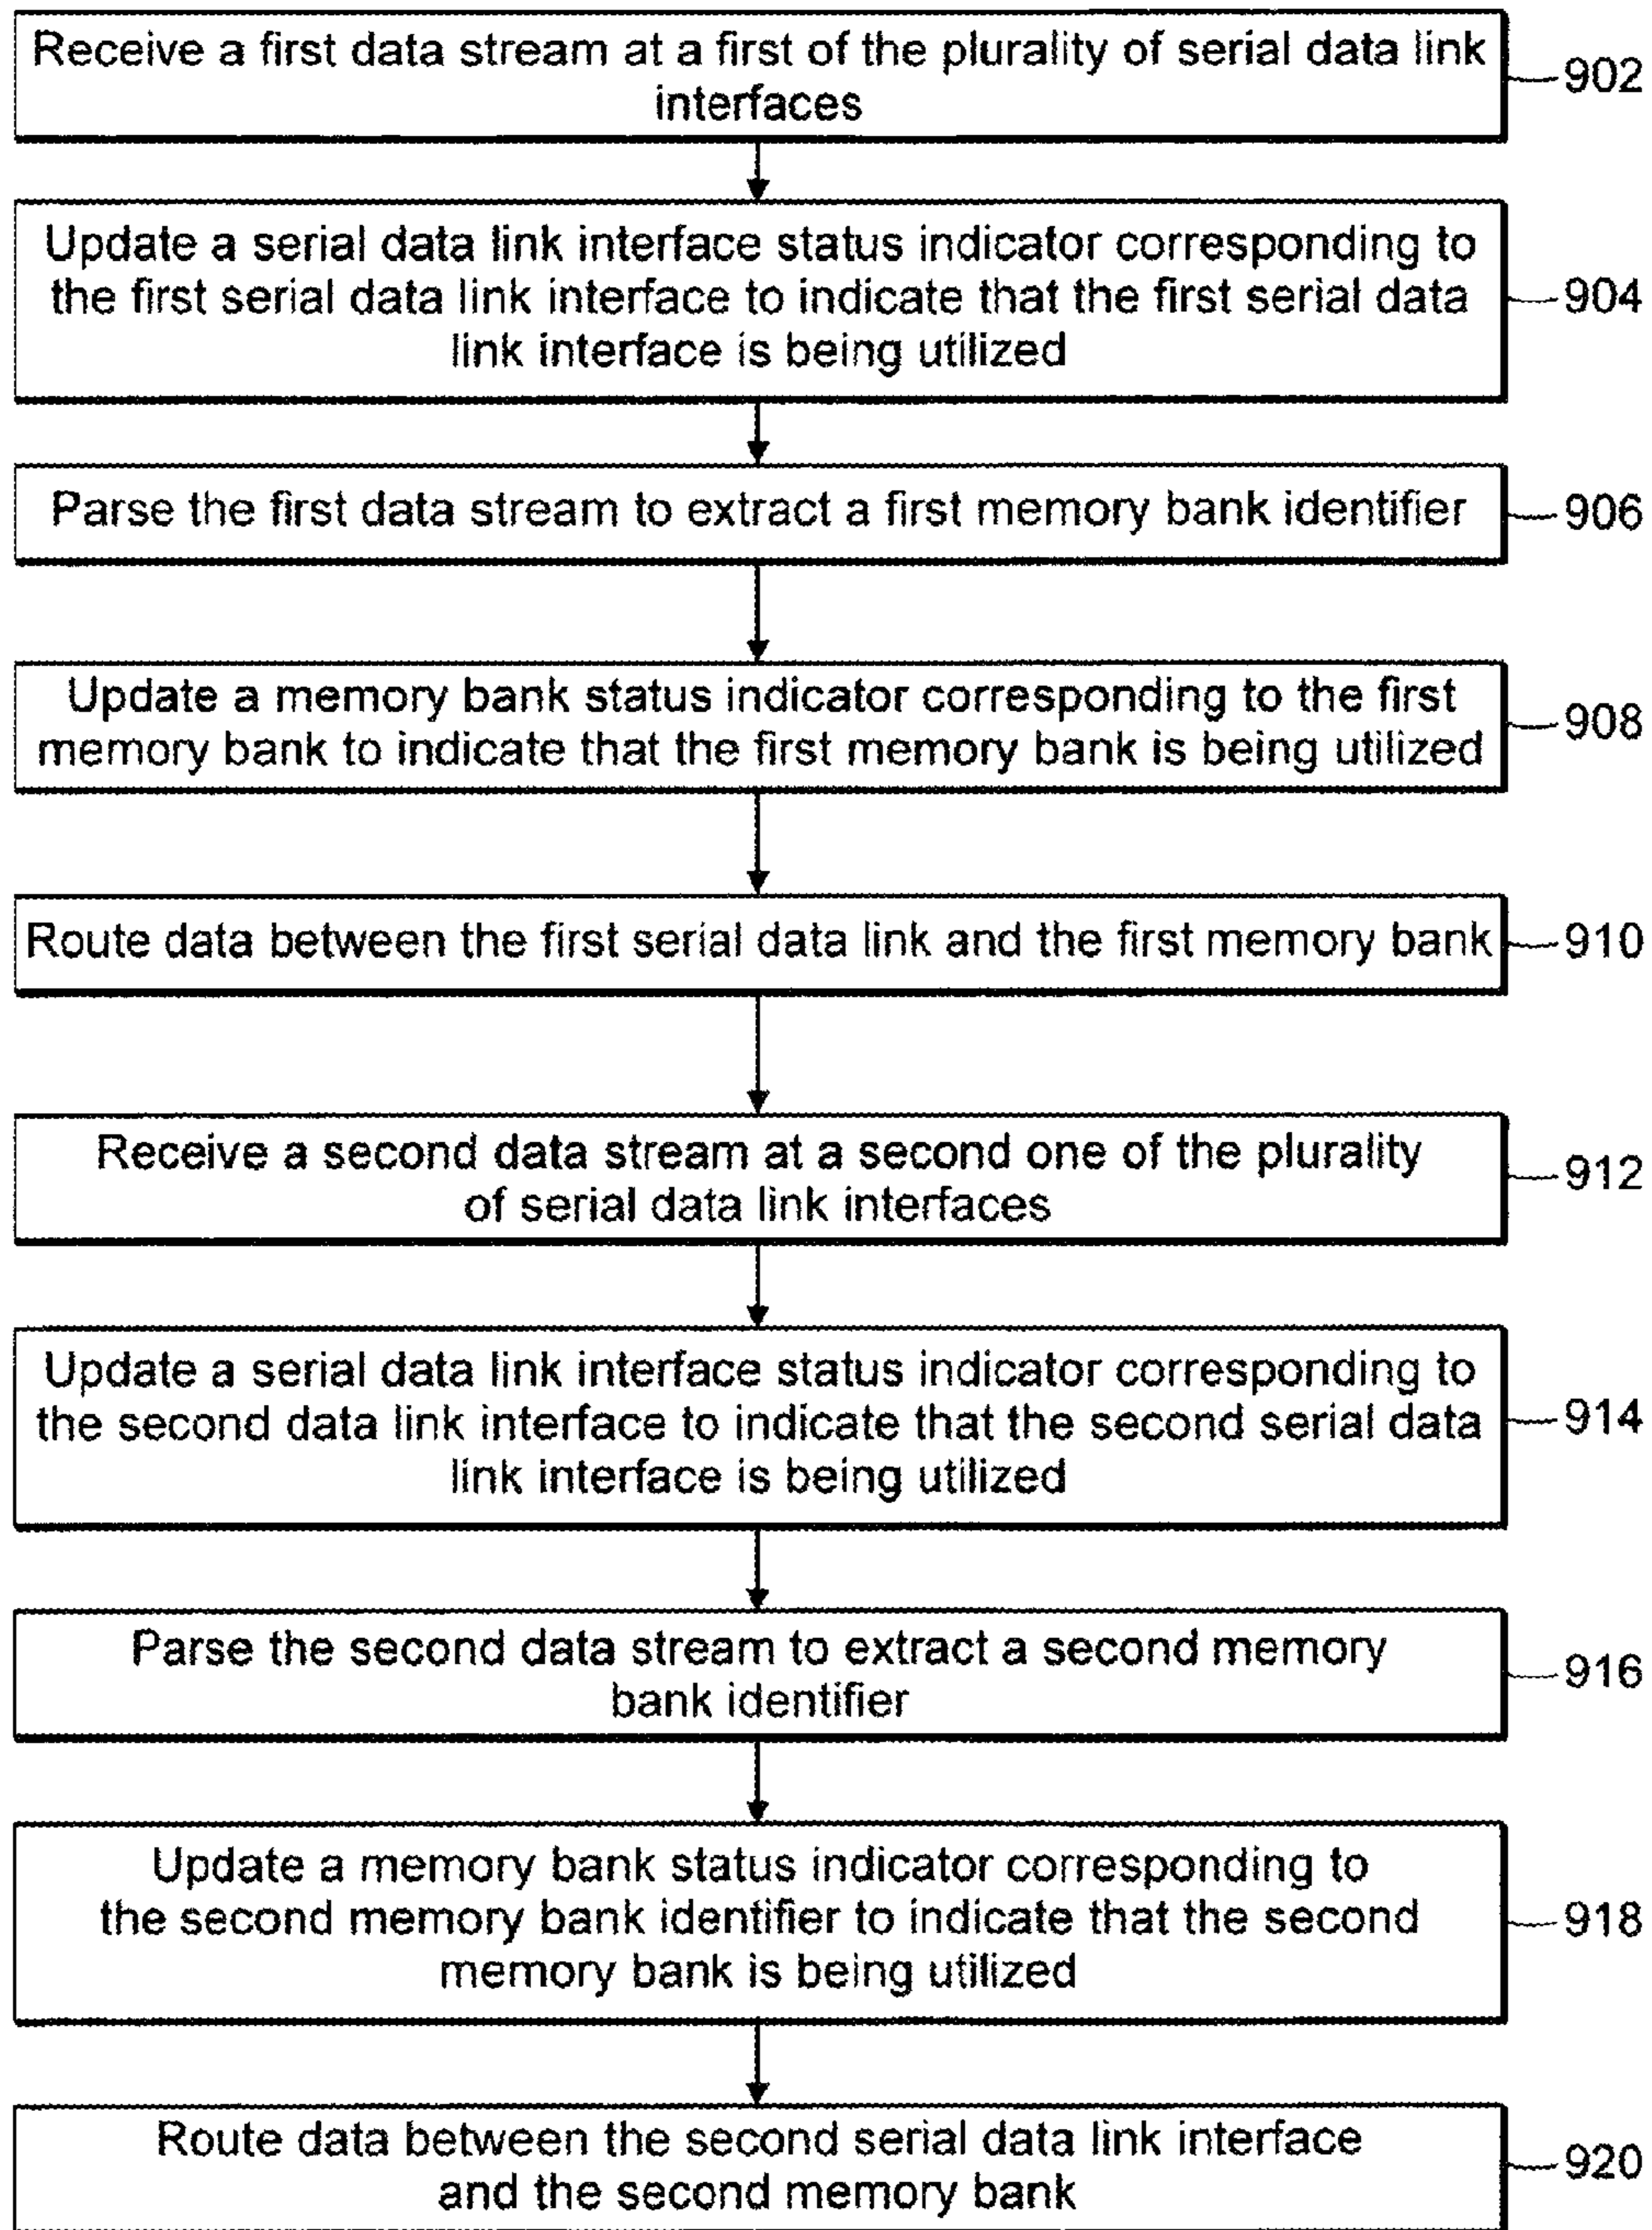 Receive a first data stream at a first of the plurality of serial data link
interfaces
902
Update a serial data link interface status indicator corresponding to
the first serial data link interface to indicate that the first serial data
link interface is being utilized
904
Parse the first data stream to extract a first memory bank identifier
906
Update a memory bank status indicator corresponding to the first
memory bank to indicate that the first memory bank is being utilized
908
Route data between the first serial data link and the first memory bank
910
Receive a second data stream at a second one of the plurality
of serial data link interfaces
912
Update a serial data link interface status indicator corresponding to
the second data link interface to indicate that the second serial data
link interface is being utilized
914
Parse the second data stream to extract a second memory
bank identifier
916
Update a memory bank status indicator corresponding to
the second memory bank identifier to indicate that the second
memory bank is being utilized
918
Route data between the second serial data link interface
and the second memory bank
920